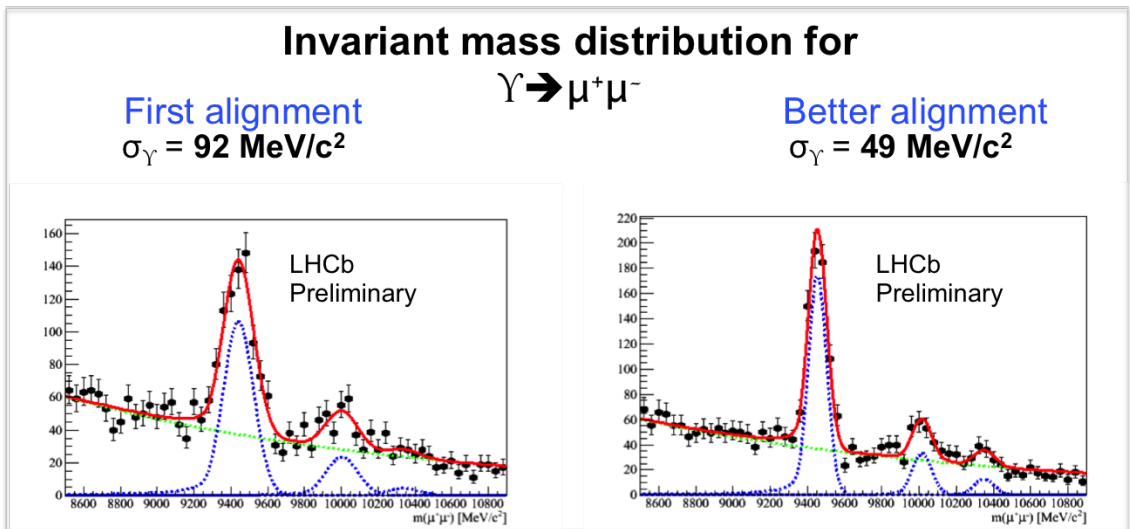 Invariant mass distribution for
ϒ➔μ⁺μ⁻
First alignment
σϒ = 92 MeV/c²
Better alignment
σϒ = 49 MeV/c²
LHCb
Preliminary
160
140
120
100
80
60
40
20
0
8600 8800 9000 9200 9400 9600 9800 10000 10200 10400 10600 10800
m(μ⁺μ⁻) [MeV/c²]
LHCb
Preliminary
220
200
180
160
140
120
100
80
60
40
20
0
8600 8800 9000 9200 9400 9600 9800 10000 10200 10400 10600 10800
m(μ⁺μ⁻) [MeV/c²]